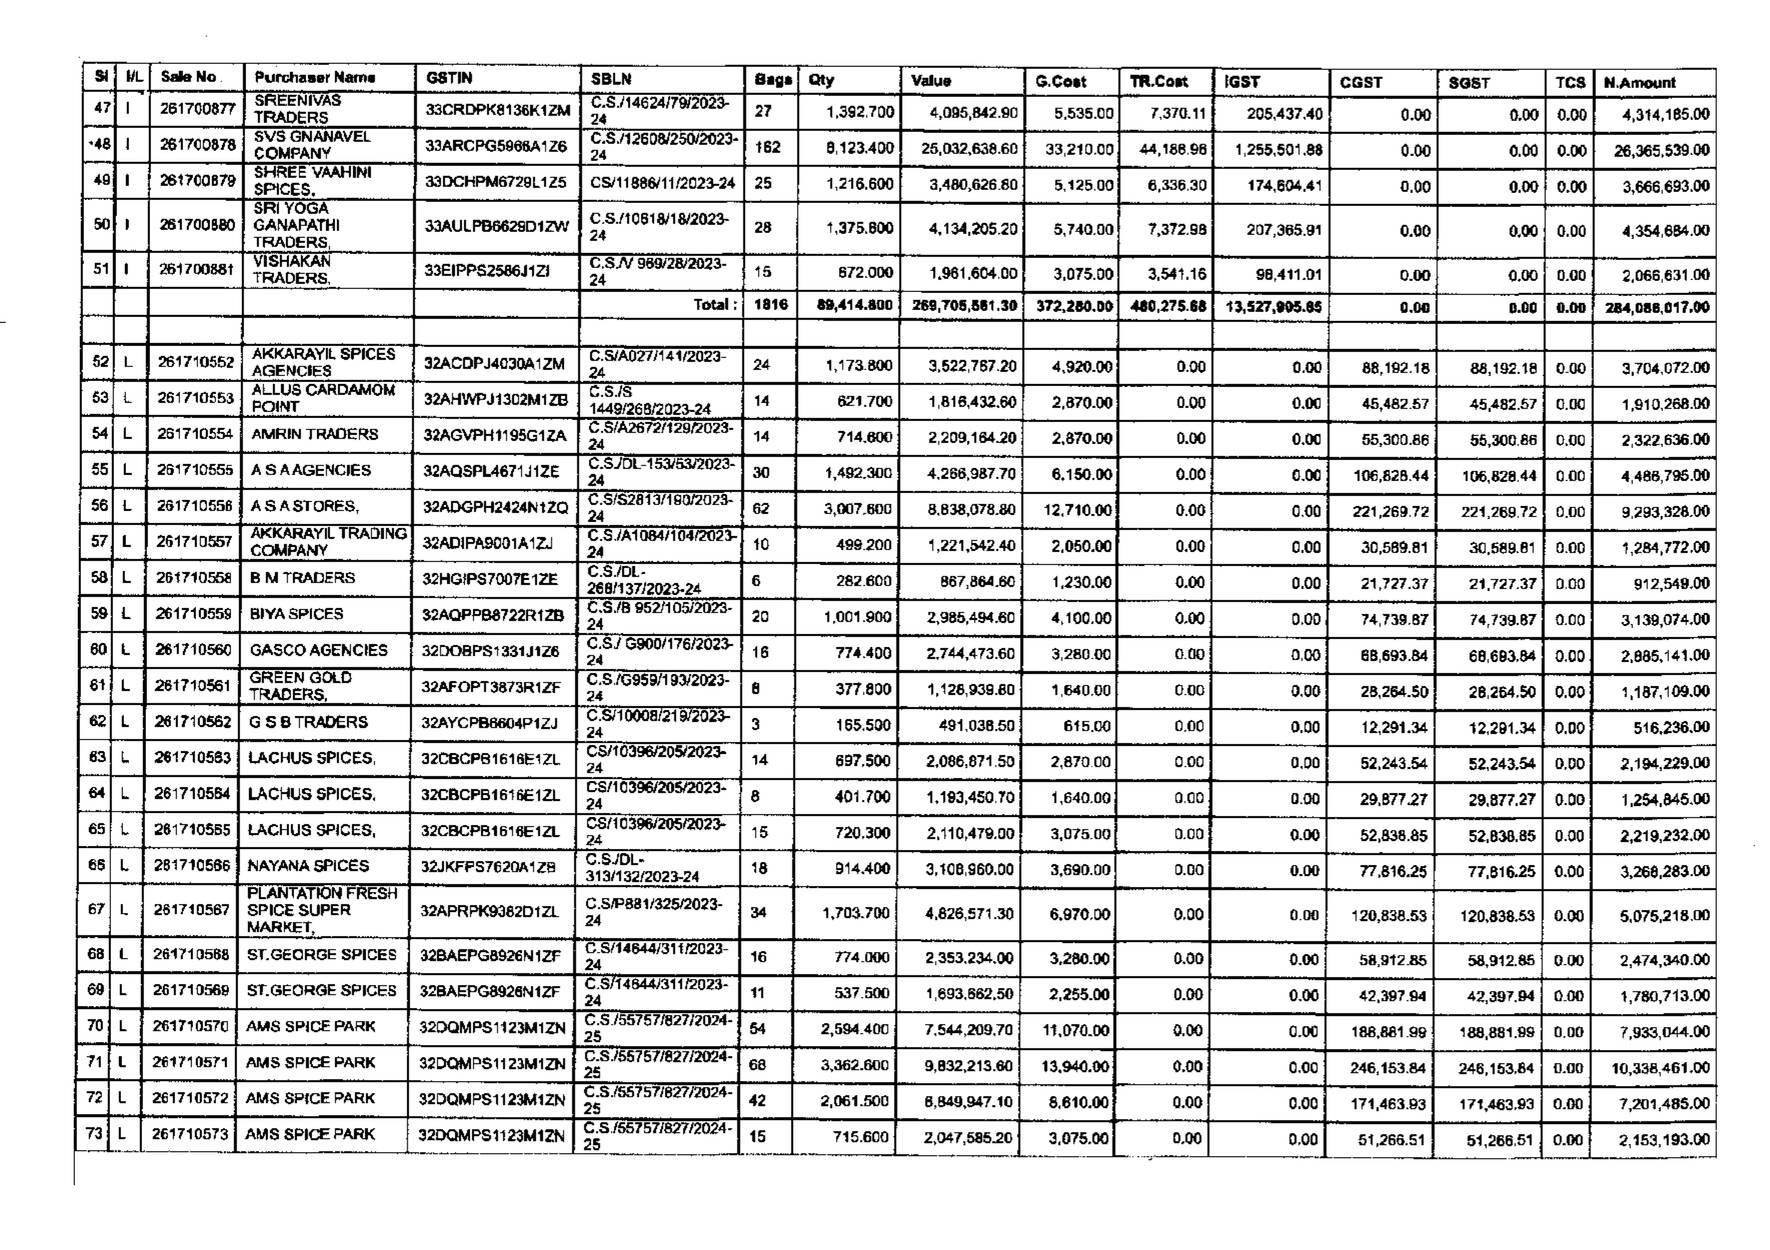 Sl I/L Sale No. Purchaser Name GSTIN SBLN Bags Qty Value G.Cost TR.Cost IGST CGST SGST TCS N.Amount
47 I 261700877 SREENIVAS TRADERS 33CRDPK8136K1ZM C.S./14624/79/2023-24 27 1,392.700 4,095,842.90 5,535.00 7,370.11 205,437.40 0.00 0.00 0.00 4,314,185.00
48 I 261700878 SVS GNANAVEL COMPANY 33ARCPG5966A1Z6 C.S./12608/250/2023-24 162 8,123.400 25,032,638.60 33,210.00 44,188.98 1,255,501.88 0.00 0.00 0.00 26,365,539.00
49 I 261700879 SHREE VAAHINI SPICES, 33DCHPM6729L1Z5 CS/11886/11/2023-24 25 1,216.600 3,480,626.80 5,125.00 6,336.30 174,604.41 0.00 0.00 0.00 3,666,693.00
50 I 261700880 SRI YOGA GANAPATHI TRADERS, 33AULPB6629D1ZW C.S./10618/18/2023-24 28 1,375.800 4,134,205.20 5,740.00 7,372.98 207,365.91 0.00 0.00 0.00 4,354,684.00
51 I 261700881 VISHAKAN TRADERS, 33EIPPS2586J1ZI C.S./V 969/28/2023-24 15 672.000 1,961,604.00 3,075.00 3,541.16 98,411.01 0.00 0.00 0.00 2,066,631.00
Total : 1816 89,414.800 269,705,561.30 372,280.00 480,275.68 13,527,905.85 0.00 0.00 0.00 284,086,017.00
52 L 261710552 AKKARAYIL SPICES AGENCIES 32ACDPJ4030A1ZM C.S/A027/141/2023-24 24 1,173.800 3,522,767.20 4,920.00 0.00 0.00 88,192.18 88,192.18 0.00 3,704,072.00
53 L 261710553 ALLUS CARDAMOM POINT 32AHWPJ1302M1ZB C.S./S 1449/268/2023-24 14 621.700 1,816,432.60 2,870.00 0.00 0.00 45,482.57 45,482.57 0.00 1,910,268.00
54 L 261710554 AMRIN TRADERS 32AGVPH1195G1ZA C.S/A2672/129/2023-24 14 714.600 2,209,164.20 2,870.00 0.00 0.00 55,300.86 55,300.86 0.00 2,322,636.00
55 L 261710555 A S A AGENCIES 32AQSPL4671J1ZE C.S./DL-153/53/2023-24 30 1,492.300 4,266,987.70 6,150.00 0.00 0.00 106,828.44 106,828.44 0.00 4,486,795.00
56 L 261710556 A S A STORES, 32ADGPH2424N1ZQ C.S/S2813/190/2023-24 62 3,007.600 8,838,078.80 12,710.00 0.00 0.00 221,269.72 221,269.72 0.00 9,293,328.00
57 L 261710557 AKKARAYIL TRADING COMPANY 32ADIPA9001A1ZJ C.S./A1084/104/2023-24 10 499.200 1,221,542.40 2,050.00 0.00 0.00 30,589.81 30,589.81 0.00 1,284,772.00
58 L 261710558 B M TRADERS 32HGIPS7007E1ZE C.S./DL-268/137/2023-24 6 282.600 867,864.60 1,230.00 0.00 0.00 21,727.37 21,727.37 0.00 912,549.00
59 L 261710559 BIYA SPICES 32AQPPB8722R1ZB C.S./B 952/105/2023-24 20 1,001.900 2,985,494.60 4,100.00 0.00 0.00 74,739.87 74,739.87 0.00 3,139,074.00
60 L 261710560 GASCO AGENCIES 32DOBPS1331J1Z6 C.S./ G900/176/2023-24 16 774.400 2,744,473.60 3,280.00 0.00 0.00 68,693.84 68,693.84 0.00 2,885,141.00
61 L 261710561 GREEN GOLD TRADERS, 32AFOPT3873R1ZF C.S./G959/193/2023-24 8 377.800 1,128,939.80 1,640.00 0.00 0.00 28,264.50 28,264.50 0.00 1,187,109.00
62 L 261710562 G S B TRADERS 32AYCPB8604P1ZJ C.S/10008/219/2023-24 3 165.500 491,038.50 615.00 0.00 0.00 12,291.34 12,291.34 0.00 516,236.00
63 L 261710563 LACHUS SPICES, 32CBCPB1616E1ZL CS/10396/205/2023-24 14 697.500 2,086,871.50 2,870.00 0.00 0.00 52,243.54 52,243.54 0.00 2,194,229.00
64 L 261710564 LACHUS SPICES, 32CBCPB1616E1ZL CS/10396/205/2023-24 8 401.700 1,193,450.70 1,640.00 0.00 0.00 29,877.27 29,877.27 0.00 1,254,845.00
65 L 261710565 LACHUS SPICES, 32CBCPB1616E1ZL CS/10396/205/2023-24 15 720.300 2,110,479.00 3,075.00 0.00 0.00 52,838.85 52,838.85 0.00 2,219,232.00
66 L 261710566 NAYANA SPICES 32JKFPS7620A1ZB C.S./DL-313/132/2023-24 18 914.400 3,108,960.00 3,690.00 0.00 0.00 77,816.25 77,816.25 0.00 3,268,283.00
67 L 261710567 PLANTATION FRESH SPICE SUPER MARKET, 32APRPK9382D1ZL C.S/P881/325/2023-24 34 1,703.700 4,826,571.30 6,970.00 0.00 0.00 120,838.53 120,838.53 0.00 5,075,218.00
68 L 261710568 ST.GEORGE SPICES 32BAEPG8926N1ZF C.S/14644/311/2023-24 16 774.000 2,353,234.00 3,280.00 0.00 0.00 58,912.85 58,912.85 0.00 2,474,340.00
69 L 261710569 ST.GEORGE SPICES 32BAEPG8926N1ZF C.S/14644/311/2023-24 11 537.500 1,693,662.50 2,255.00 0.00 0.00 42,397.94 42,397.94 0.00 1,780,713.00
70 L 261710570 AMS SPICE PARK 32DQMPS1123M1ZN C.S./55757/827/2024-25 54 2,594.400 7,544,209.70 11,070.00 0.00 0.00 188,881.99 188,881.99 0.00 7,933,044.00
71 L 261710571 AMS SPICE PARK 32DQMPS1123M1ZN C.S./55757/827/2024-25 68 3,362.600 9,832,213.60 13,940.00 0.00 0.00 246,153.84 246,153.84 0.00 10,338,461.00
72 L 261710572 AMS SPICE PARK 32DQMPS1123M1ZN C.S./55757/827/2024-25 42 2,061.500 6,849,947.10 8,610.00 0.00 0.00 171,463.93 171,463.93 0.00 7,201,485.00
73 L 261710573 AMS SPICE PARK 32DQMPS1123M1ZN C.S./55757/827/2024-25 15 715.600 2,047,585.20 3,075.00 0.00 0.00 51,266.51 51,266.51 0.00 2,153,193.00